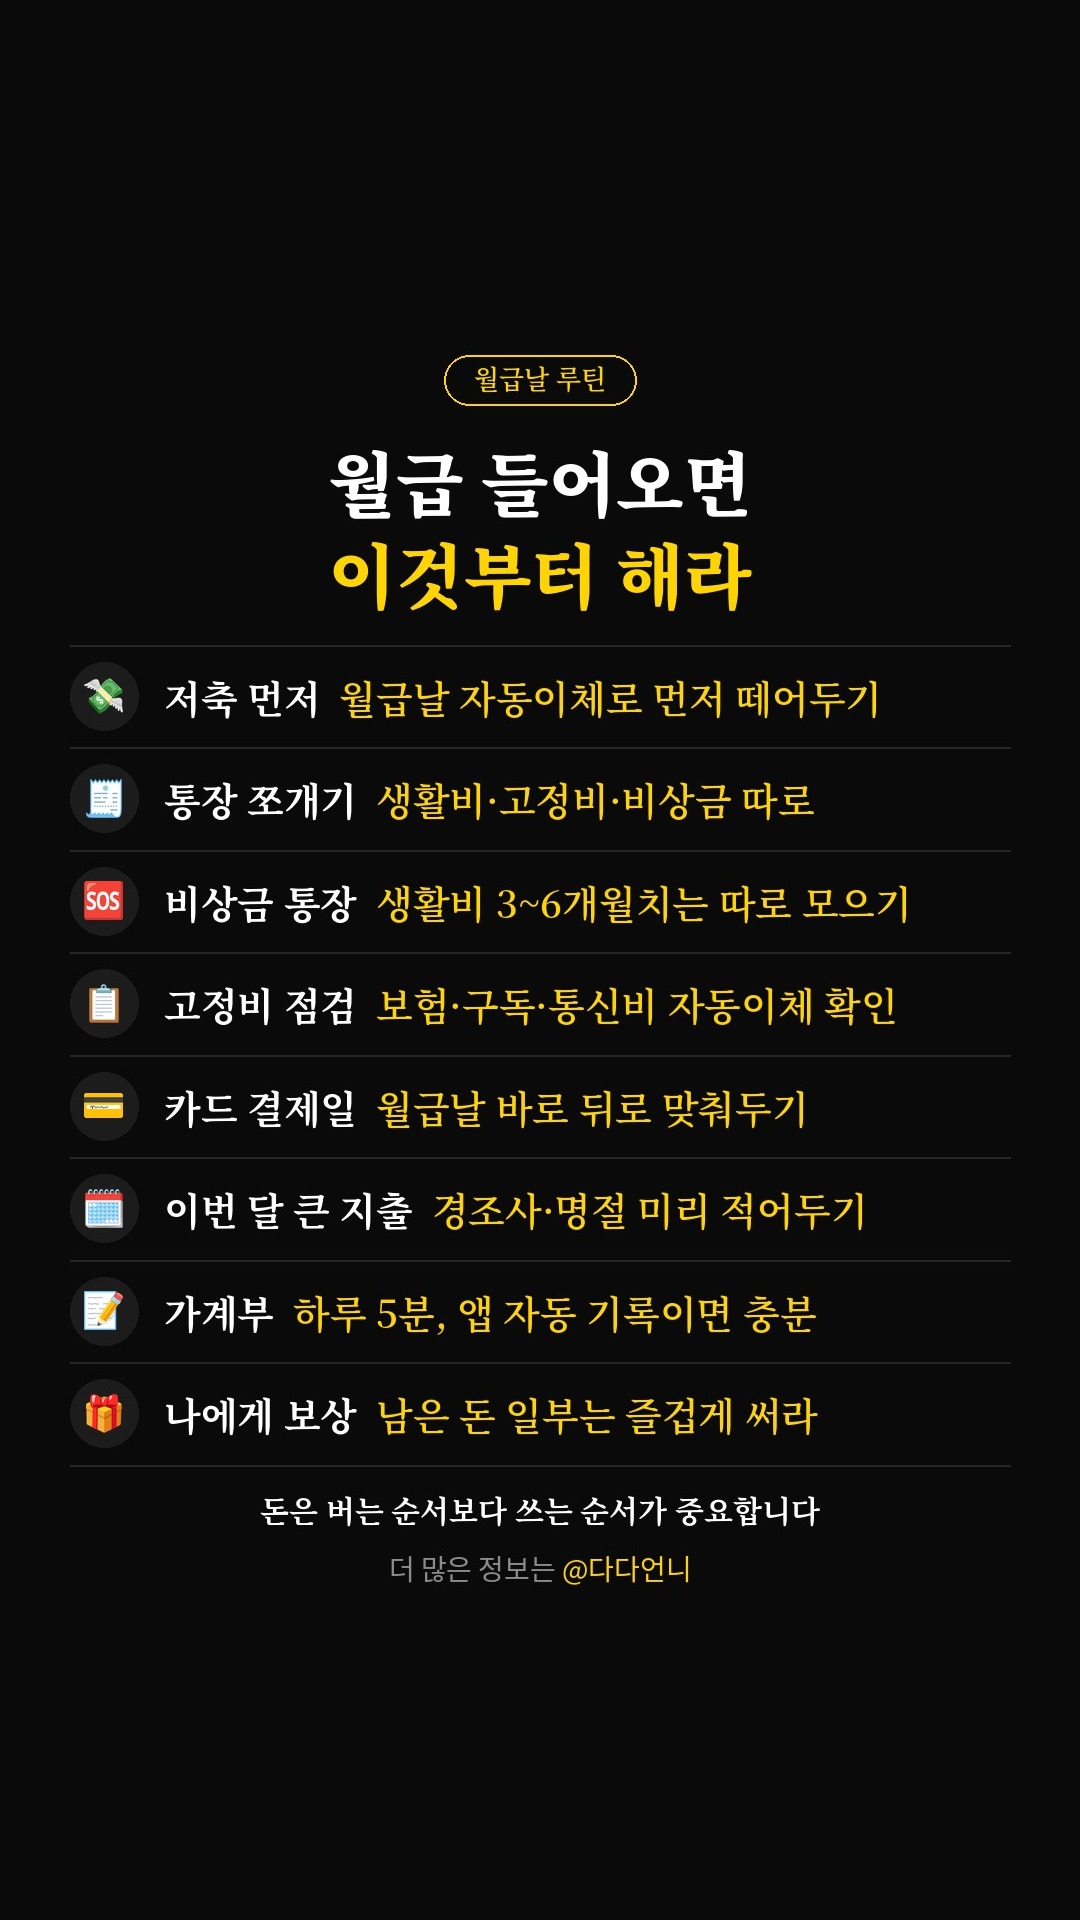 월급날 루틴
월급 들어오면
이것부터 해라
저축 먼저 월급날 자동이체로 먼저 떼어두기
통장 쪼개기 생활비·고정비·비상금 따로
SOS 비상금 통장 생활비 3~6개월치는 따로 모으기
고정비 점검 보험·구독·통신비 자동이체 확인
카드 결제일 월급날 바로 뒤로 맞춰두기
이번 달 큰 지출 경조사·명절 미리 적어두기
가계부 하루 5분, 앱 자동 기록이면 충분
나에게 보상 남은 돈 일부는 즐겁게 써라
돈은 버는 순서보다 쓰는 순서가 중요합니다
더 많은 정보는 @다다언니